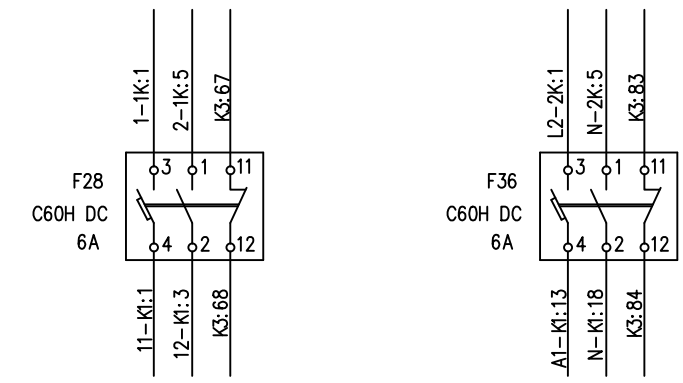 1-1K:1
2-1K:5
K3:67
3
1
11
F28
C60H DC
6A
4
2
12
11-K1:1
12-K1:3
K3:68
L2-2K:1
N-2K:5
K3:83
3
1
11
F36
C60H DC
6A
4
2
12
A1-K1:13
N-K1:18
K3:84